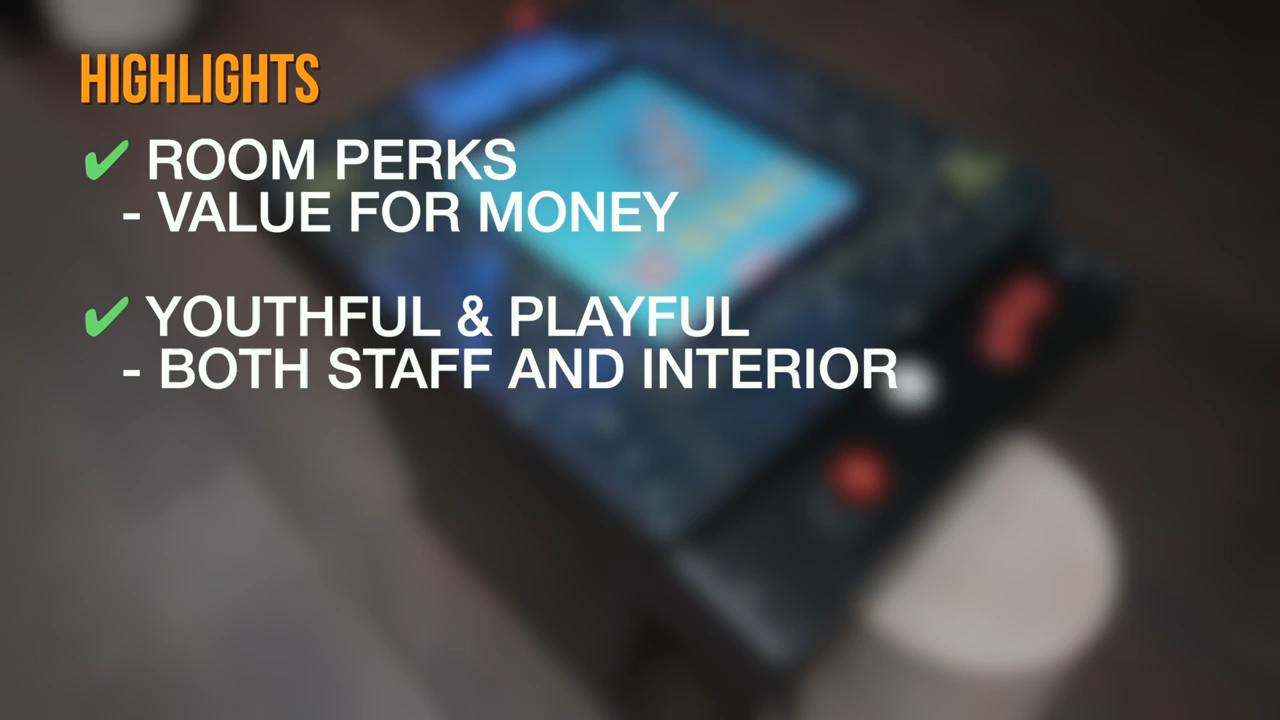 HIGHLIGHTS
✔ ROOM PERKS
- VALUE FOR MONEY
✔ YOUTHFUL & PLAYFUL
- BOTH STAFF AND INTERIOR